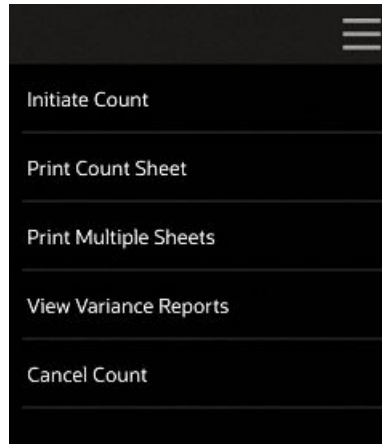 Initiate Count
Print Count Sheet
Print Multiple Sheets
View Variance Reports
Cancel Count